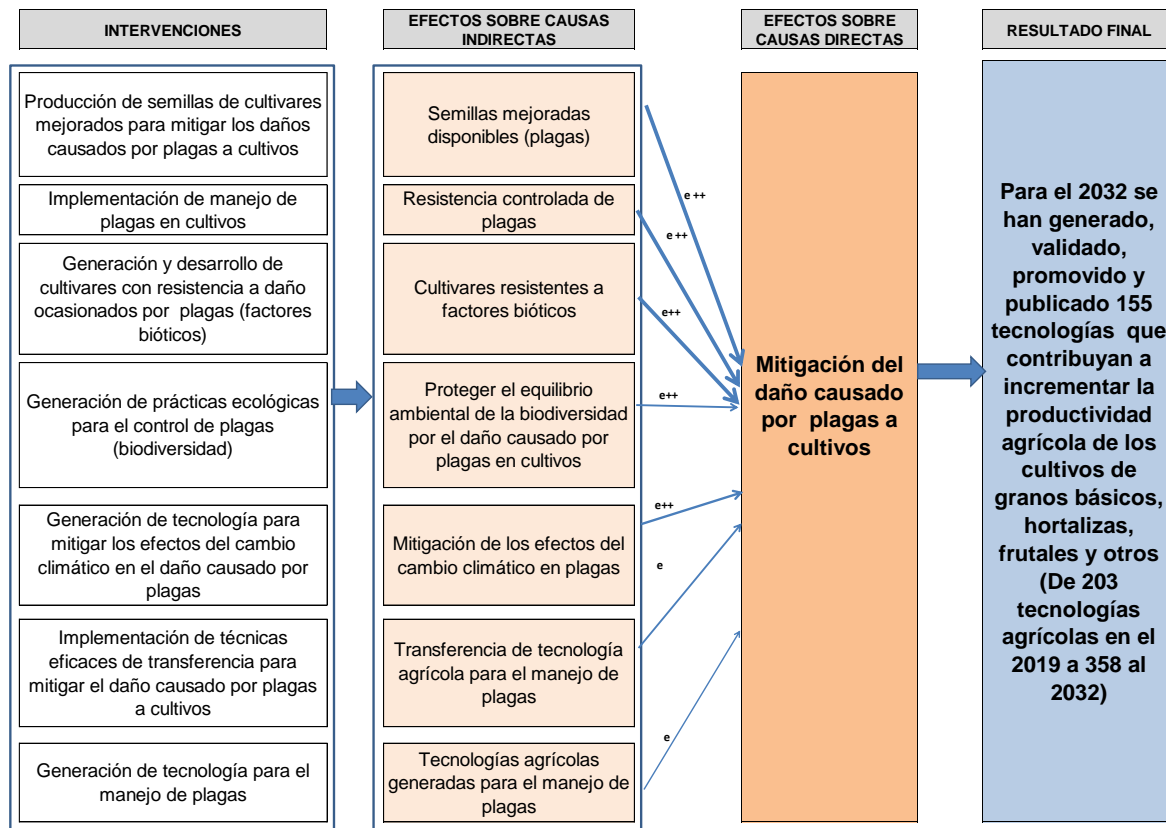 INTERVENCIONES
EFECTOS SOBRE CAUSAS
INDIRECTAS
EFECTOS SOBRE
CAUSAS DIRECTAS
RESULTADO FINAL
Producción de semillas de cultivares
mejorados para mitigar los daños
causados por plagas a cultivos
Implementación de manejo de
plagas en cultivos
Generación y desarrollo de
cultivares con resistencia a daño
ocasionados por plagas (factores
bióticos)
Generación de prácticas ecológicas
para el control de plagas
(biodiversidad)
Generación de tecnología para
mitigar los efectos del cambio
climático en el daño causado por
plagas
Implementación de técnicas
eficaces de transferencia para
mitigar el daño causado por plagas
a cultivos
Generación de tecnología para el
manejo de plagas
Semillas mejoradas
disponibles (plagas)
Resistencia controlada de
plagas
Cultivares resistentes a
factores bióticos
Proteger el equilibrio
ambiental de la biodiversidad
por el daño causado por
plagas en cultivos
Mitigación de los efectos del
cambio climático en plagas
Transferencia de tecnología
agrícola para el manejo de
plagas
Tecnologías agrícolas
generadas para el manejo de
plagas
e ++
e ++
e++
e++
e++
e
e
Mitigación del
daño causado
por plagas a
cultivos
Para el 2032 se
han generado,
validado,
promovido y
publicado 155
tecnologías que
contribuyan a
incrementar la
productividad
agrícola de los
cultivos de
granos básicos,
hortalizas,
frutales y otros
(De 203
tecnologías
agrícolas en el
2019 a 358 al
2032)